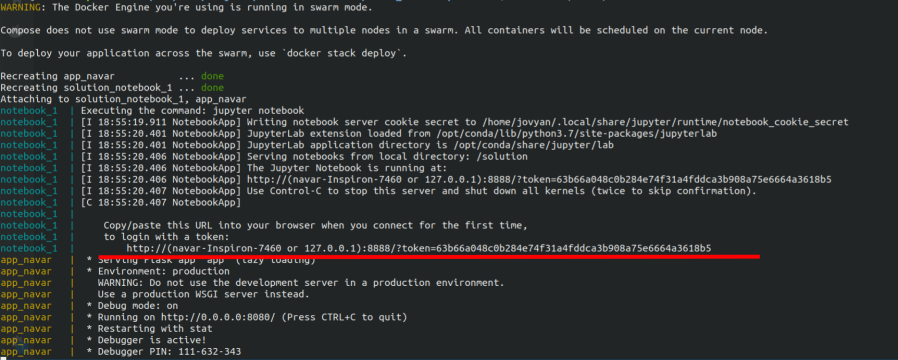 WARNING: The Docker Engine you're using is running in swarm mode.
Compose does not use swarm mode to deploy services to multiple nodes in a swarm. All containers will be scheduled on the current node.
To deploy your application across the swarm, use `docker stack deploy`.
Recreating app_navar ... done
Recreating solution_notebook_1 ... done
Attaching to solution_notebook_1, app_navar
notebook_1 | Executing the command: jupyter notebook
notebook_1 | [I 18:55:19.911 NotebookApp] Writing notebook server cookie secret to /home/jovyan/.local/share/jupyter/runtime/notebook_cookie_secret
notebook_1 | [I 18:55:20.401 NotebookApp] JupyterLab extension loaded from /opt/conda/lib/python3.7/site-packages/jupyterlab
notebook_1 | [I 18:55:20.401 NotebookApp] JupyterLab application directory is /opt/conda/share/jupyter/lab
notebook_1 | [I 18:55:20.406 NotebookApp] Serving notebooks from local directory: /solution
notebook_1 | [I 18:55:20.406 NotebookApp] The Jupyter Notebook is running at:
notebook_1 | [I 18:55:20.406 NotebookApp] http://(navar-Inspiron-7460 or 127.0.0.1):8888/?token=63b66a048c0b284e74f31a4fddca3b908a75e6664a3618b5
notebook_1 | [I 18:55:20.407 NotebookApp] Use Control-C to stop this server and shut down all kernels (twice to skip confirmation).
notebook_1 | [C 18:55:20.407 NotebookApp]
notebook_1 |
notebook_1 | Copy/paste this URL into your browser when you connect for the first time,
notebook_1 | to login with a token:
notebook_1 | http://(navar-Inspiron-7460 or 127.0.0.1):8888/?token=63b66a048c0b284e74f31a4fddca3b908a75e6664a3618b5
app_navar | * Serving Flask app "app" (lazy loading)
app_navar | * Environment: production
app_navar | WARNING: Do not use the development server in a production environment.
app_navar | Use a production WSGI server instead.
app_navar | * Debug mode: on
app_navar | * Running on http://0.0.0.0:8080/ (Press CTRL+C to quit)
app_navar | * Restarting with stat
app_navar | * Debugger is active!
app_navar | * Debugger PIN: 111-632-343